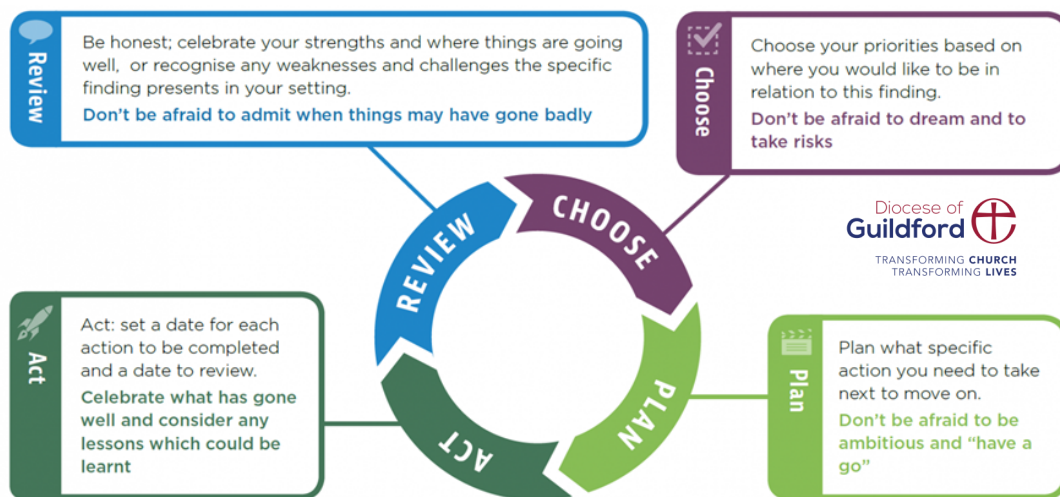 Review
Be honest; celebrate your strengths and where things are going
well, or recognise any weaknesses and challenges the specific
finding presents in your setting.
Don't be afraid to admit when things may have gone badly
Choose
Choose your priorities based on
where you would like to be in
relation to this finding.
Don't be afraid to dream and to
take risks
REVIEW
CHOOSE
PLAN
ACT
Diocese of
Guildford
TRANSFORMING CHURCH
TRANSFORMING LIVES
Act
Act: set a date for each
action to be completed
and a date to review.
Celebrate what has gone
well and consider any
lessons which could be
learnt
Plan
Plan what specific
action you need to take
next to move on.
Don't be afraid to be
ambitious and “have a
go”